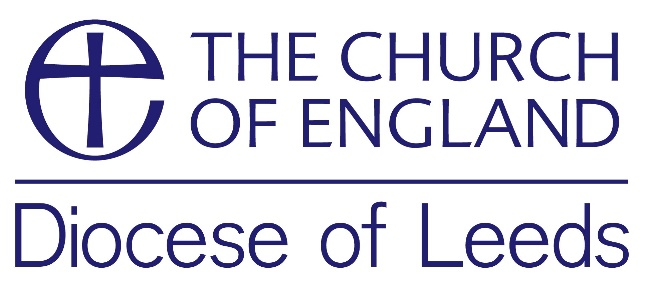 THE CHURCH
OF ENGLAND
Diocese of Leeds